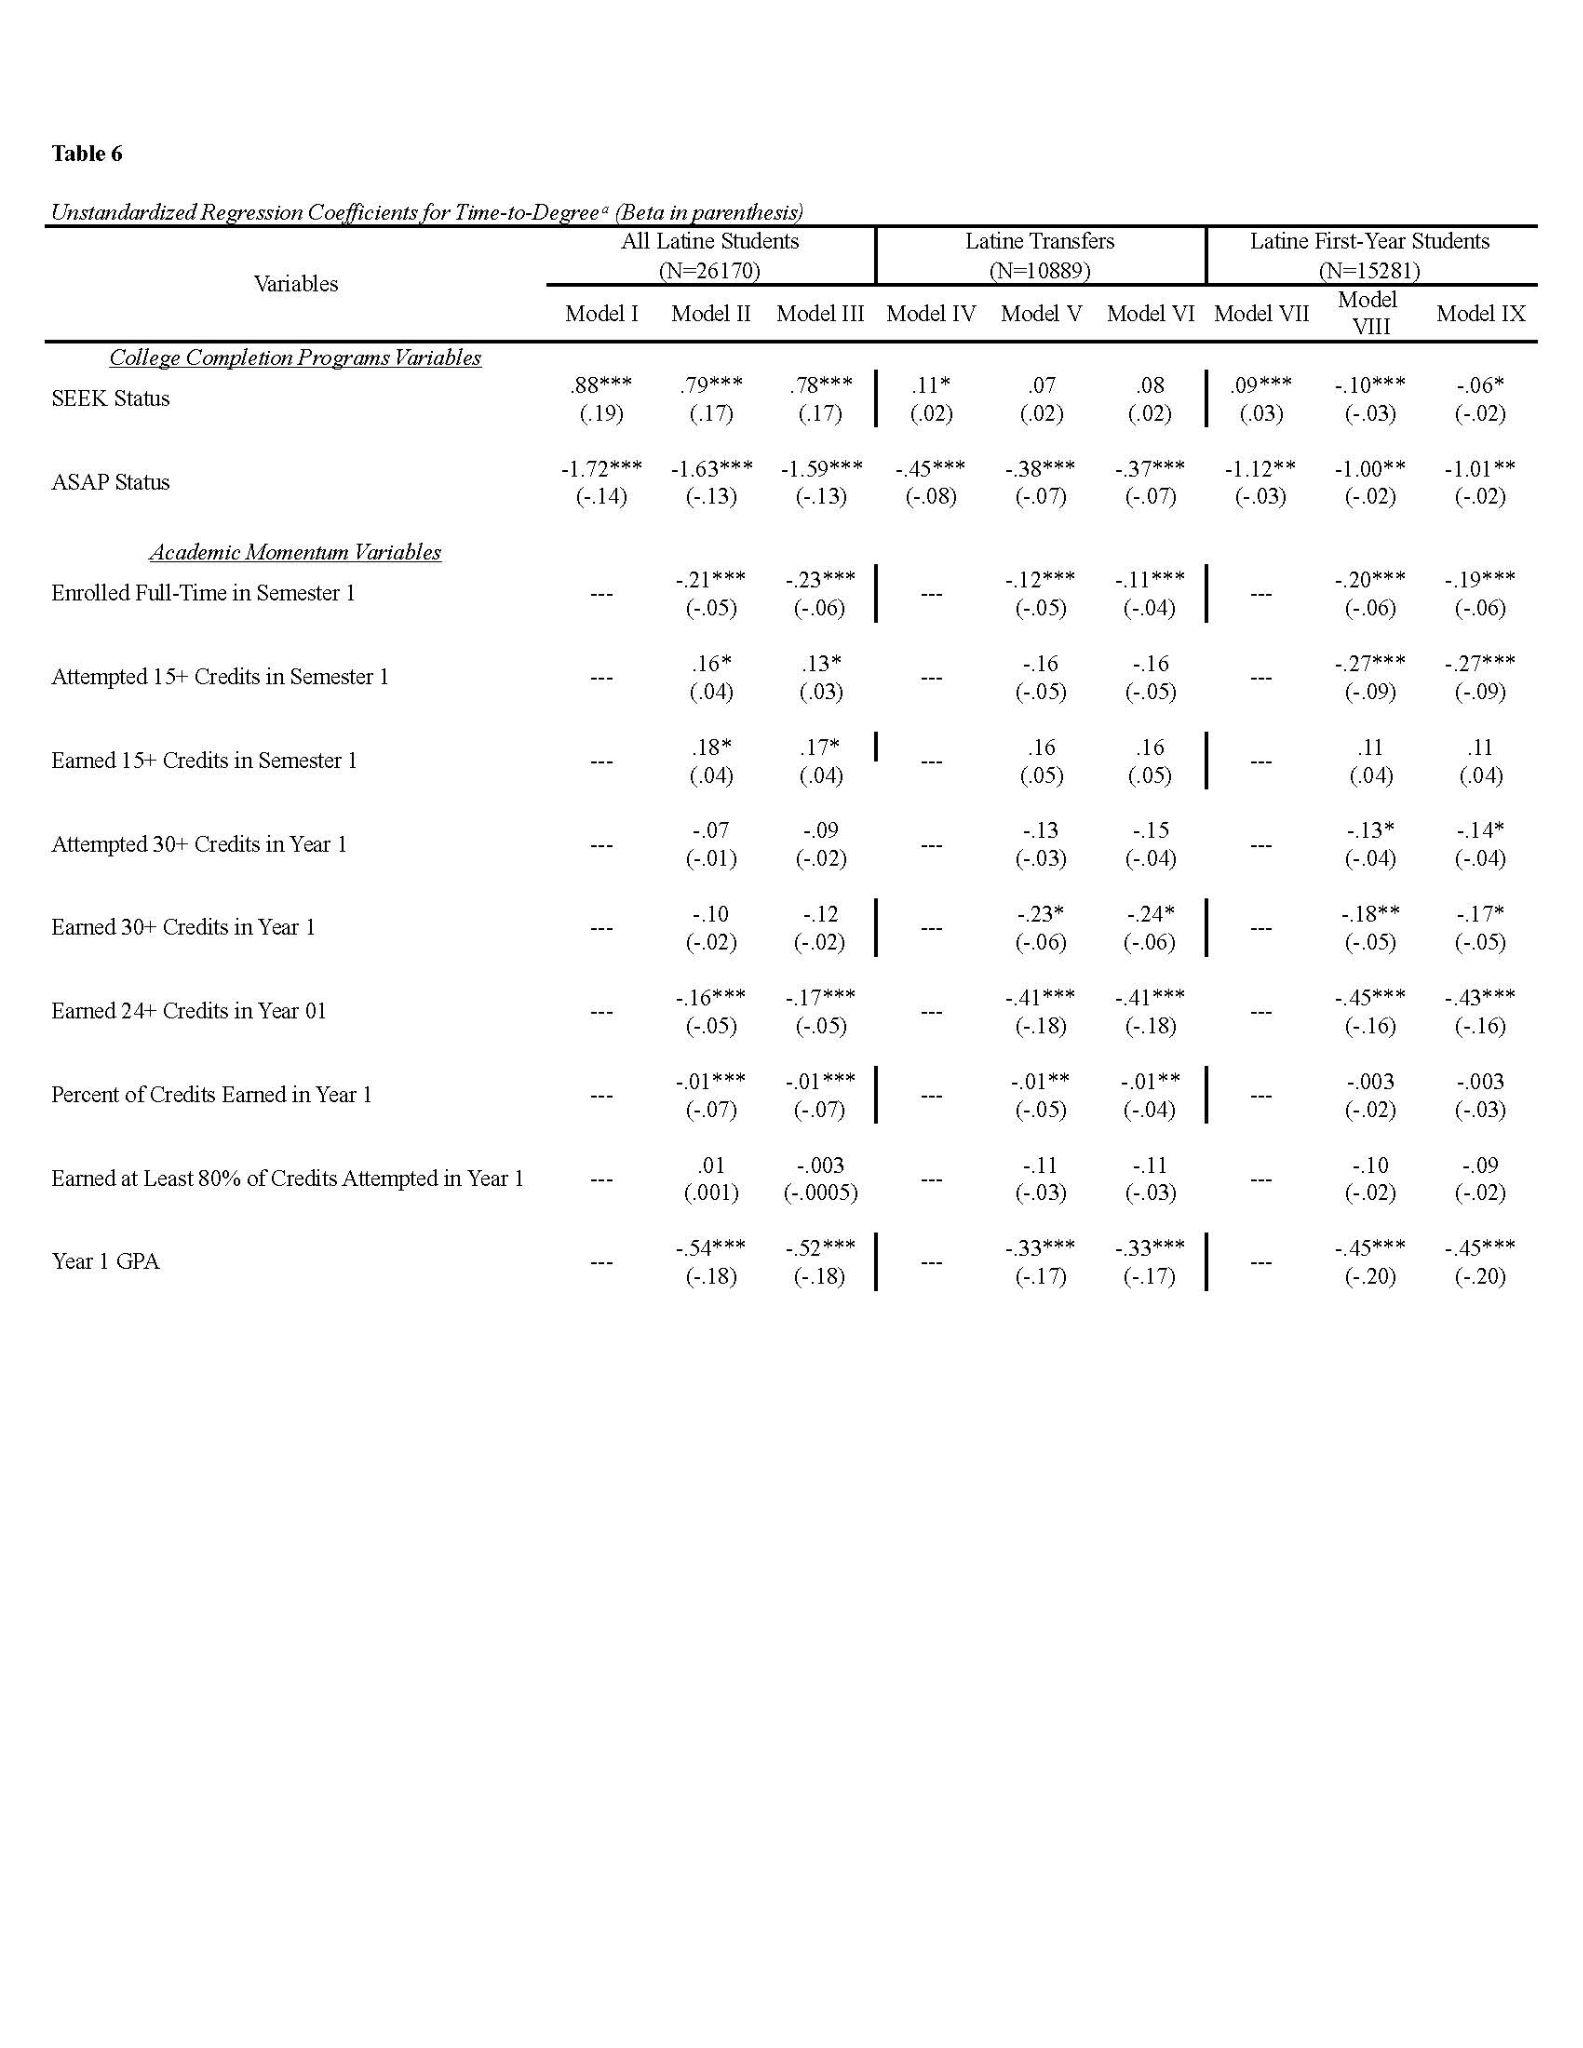 Table 6
Unstandardized Regression Coefficients for Time-to-Degreeᵃ (Beta in parenthesis)
Variables All Latine Students Latine Transfers Latine First-Year Students
(N=26170) (N=10889) (N=15281)
Model I Model II Model III Model IV Model V Model VI Model VII Model VIII Model IX
College Completion Programs Variables
SEEK Status .88*** .79*** .78*** .11* .07 .08 .09*** -.10*** -.06*
(.19) (.17) (.17) (.02) (.02) (.02) (.03) (-.03) (-.02)
ASAP Status -1.72*** -1.63*** -1.59*** -.45*** -.38*** -.37*** -1.12** -1.00** -1.01**
(-.14) (-.13) (-.13) (-.08) (-.07) (-.07) (-.03) (-.02) (-.02)
Academic Momentum Variables
Enrolled Full-Time in Semester 1 --- -.21*** -.23*** --- -.12*** -.11*** --- -.20*** -.19***
(-.05) (-.06) (-.05) (-.04) (-.06) (-.06)
Attempted 15+ Credits in Semester 1 --- .16* .13* --- -.16 -.16 --- -.27*** -.27***
(.04) (.03) (-.05) (-.05) (-.09) (-.09)
Earned 15+ Credits in Semester 1 --- .18* .17* --- .16 .16 --- .11 .11
(.04) (.04) (.05) (.05) (.04) (.04)
Attempted 30+ Credits in Year 1 --- -.07 -.09 --- -.13 -.15 --- -.13* -.14*
(-.01) (-.02) (-.03) (-.04) (-.04) (-.04)
Earned 30+ Credits in Year 1 --- -.10 -.12 --- -.23* -.24* --- -.18** -.17*
(-.02) (-.02) (-.06) (-.06) (-.05) (-.05)
Earned 24+ Credits in Year 01 --- -.16*** -.17*** --- -.41*** -.41*** --- -.45*** -.43***
(-.05) (-.05) (-.18) (-.18) (-.16) (-.16)
Percent of Credits Earned in Year 1 --- -.01*** -.01*** --- -.01** -.01** --- -.003 -.003
(-.07) (-.07) (-.05) (-.04) (-.02) (-.03)
Earned at Least 80% of Credits Attempted in Year 1 --- .01 -.003 --- -.11 -.11 --- -.10 -.09
(.001) (-.0005) (-.03) (-.03) (-.02) (-.02)
Year 1 GPA --- -.54*** -.52*** --- -.33*** -.33*** --- -.45*** -.45***
(-.18) (-.18) (-.17) (-.17) (-.20) (-.20)